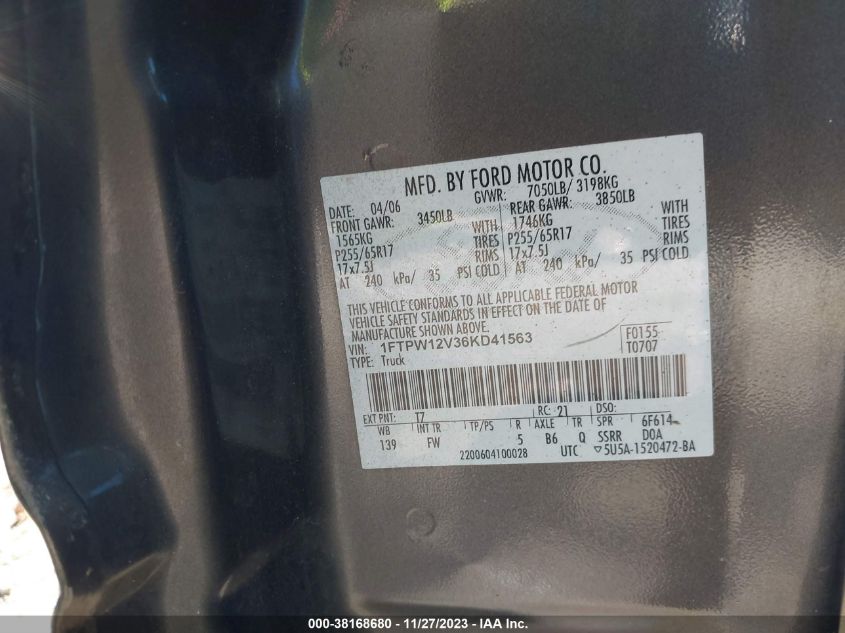 MFD. BY FORD MOTOR CO.
DATE: 04/06 GVWR: 7050LB/ 3198KG
FRONT GAWR: 3450LB REAR GAWR: 3850LB
1565KG WITH 1746KG WITH
P255/65R17 TIRES P255/65R17 TIRES
17x7.5J RIMS 17x7.5J RIMS
AT 240 kPa/ 35 PSI COLD AT 240 kPa/ 35 PSI COLD
THIS VEHICLE CONFORMS TO ALL APPLICABLE FEDERAL MOTOR
VEHICLE SAFETY STANDARDS IN EFFECT ON THE DATE OF
MANUFACTURE SHOWN ABOVE.
VIN: 1FTPW12V36KD41563 F0155
TYPE: Truck T0707
EXT PNT: T7 RC: 21 DSO:
WB INT TR TP/PS R AXLE TR SPR 6F614
139 FW 5 B6 Q SSRR DOA
2200604100028 UTC ▽5U5A-1520472-BA
000-38168680 - 11/27/2023 - IAAI.com